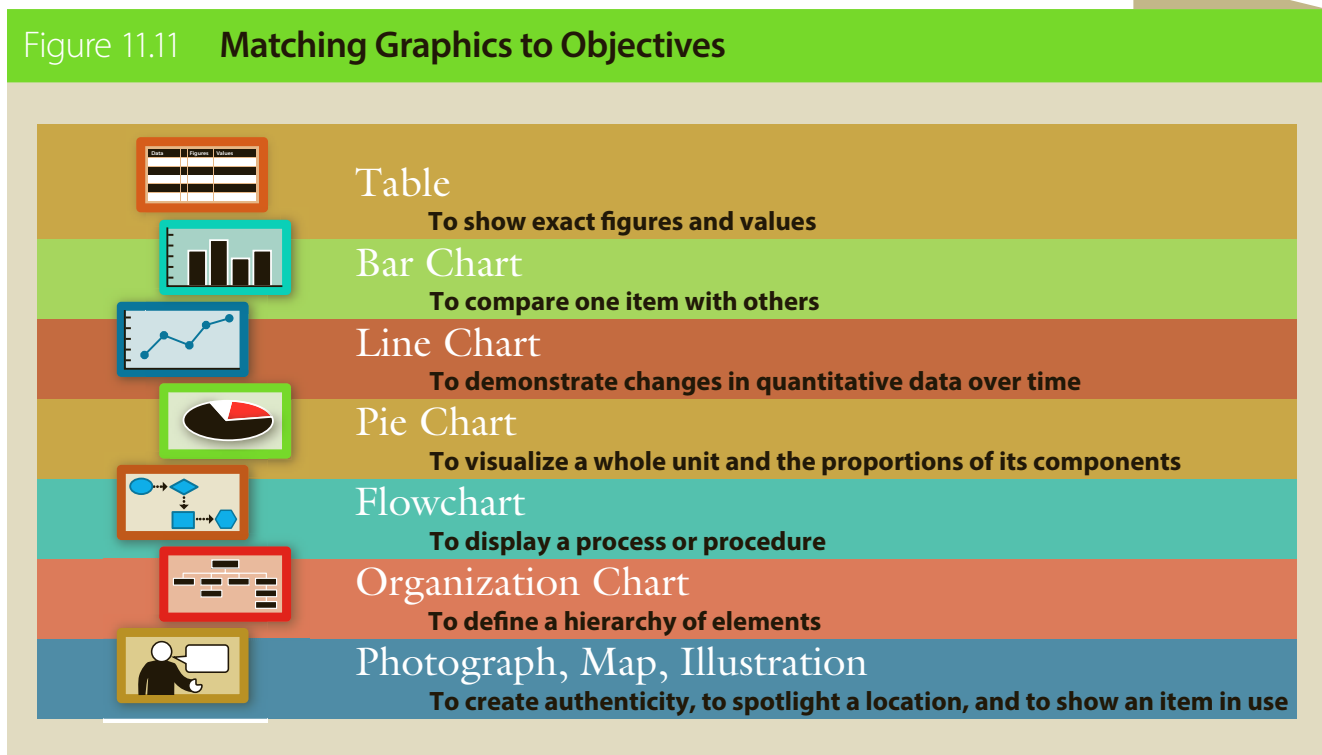 Figure 11.11 Matching Graphics to Objectives
Data Figures Values
Table
To show exact figures and values
Bar Chart
To compare one item with others
Line Chart
To demonstrate changes in quantitative data over time
Pie Chart
To visualize a whole unit and the proportions of its components
Flowchart
To display a process or procedure
Organization Chart
To define a hierarchy of elements
Photograph, Map, Illustration
To create authenticity, to spotlight a location, and to show an item in use